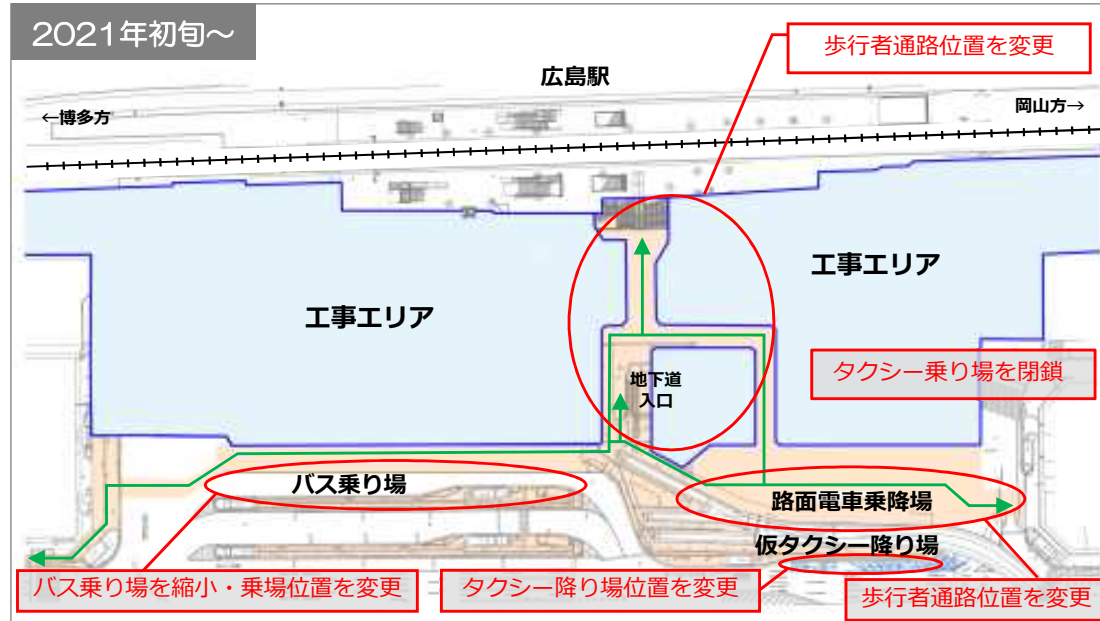 2021年初旬～
歩行者通路位置を変更
広島駅
←博多方
岡山方→
工事エリア
工事エリア
タクシー乗り場を閉鎖
地下道
入口
バス乗り場
路面電車乗降場
仮タクシー降り場
バス乗り場を縮小・乗場位置を変更
タクシー降り場位置を変更
歩行者通路位置を変更